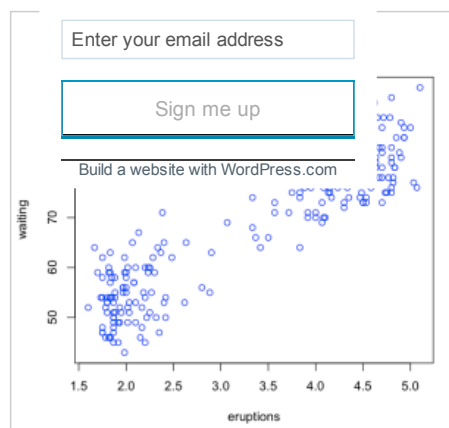 Enter your email address
Sign me up
Build a website with WordPress.com
waiting
70
60
50
1.5 2.0 2.5 3.0 3.5 4.0 4.5 5.0
eruptions